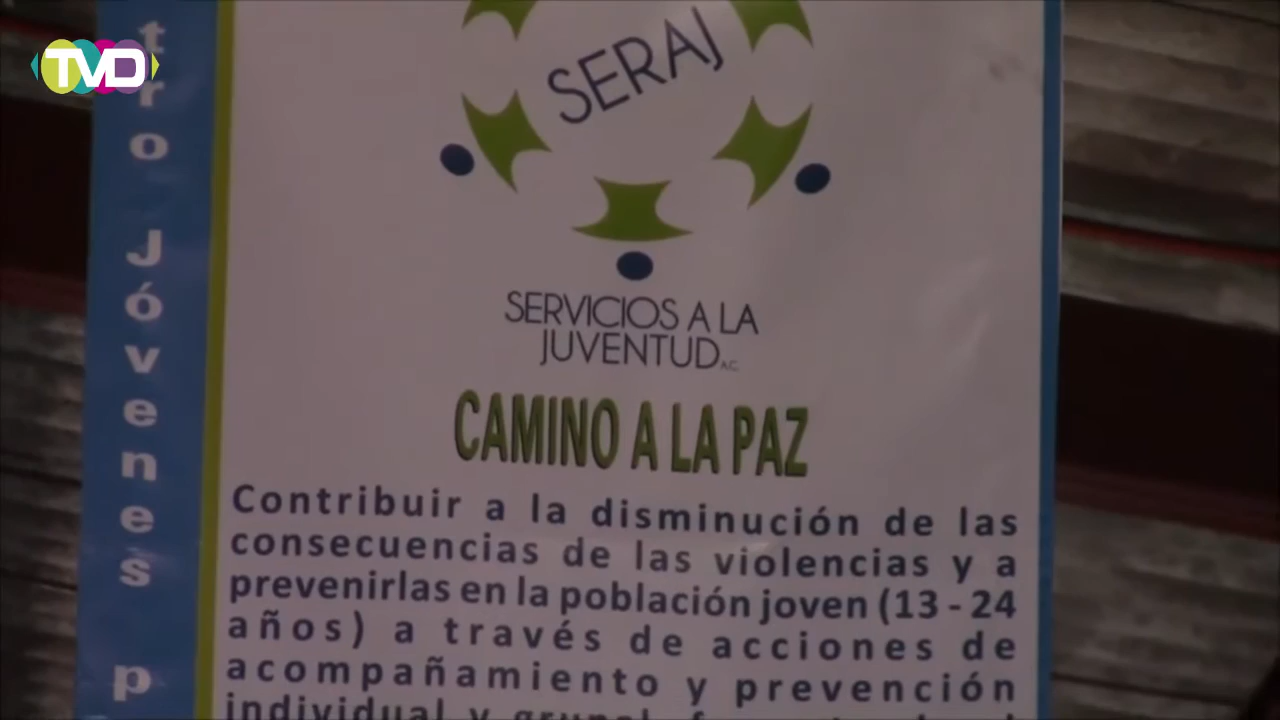 TVD
tro Jóvenes p
SERAJ
SERVICIOS A LA
JUVENTUD A.C.
CAMINO A LA PAZ
Contribuir a la disminución de las
consecuencias de las violencias y a
prevenirlas en la población joven (13 - 24
años) a través de acciones de
acompañamiento y prevención
individual y